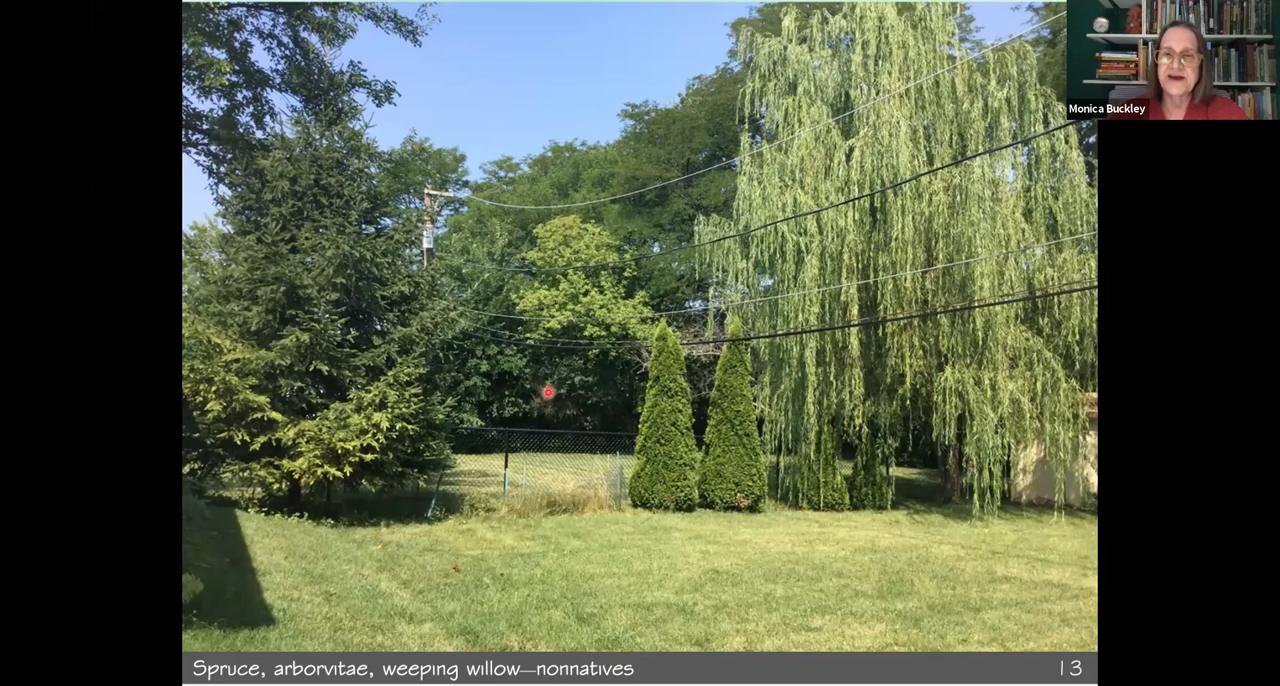 Monica Buckley
Spruce, arborvitae, weeping willow—nonnatives
13